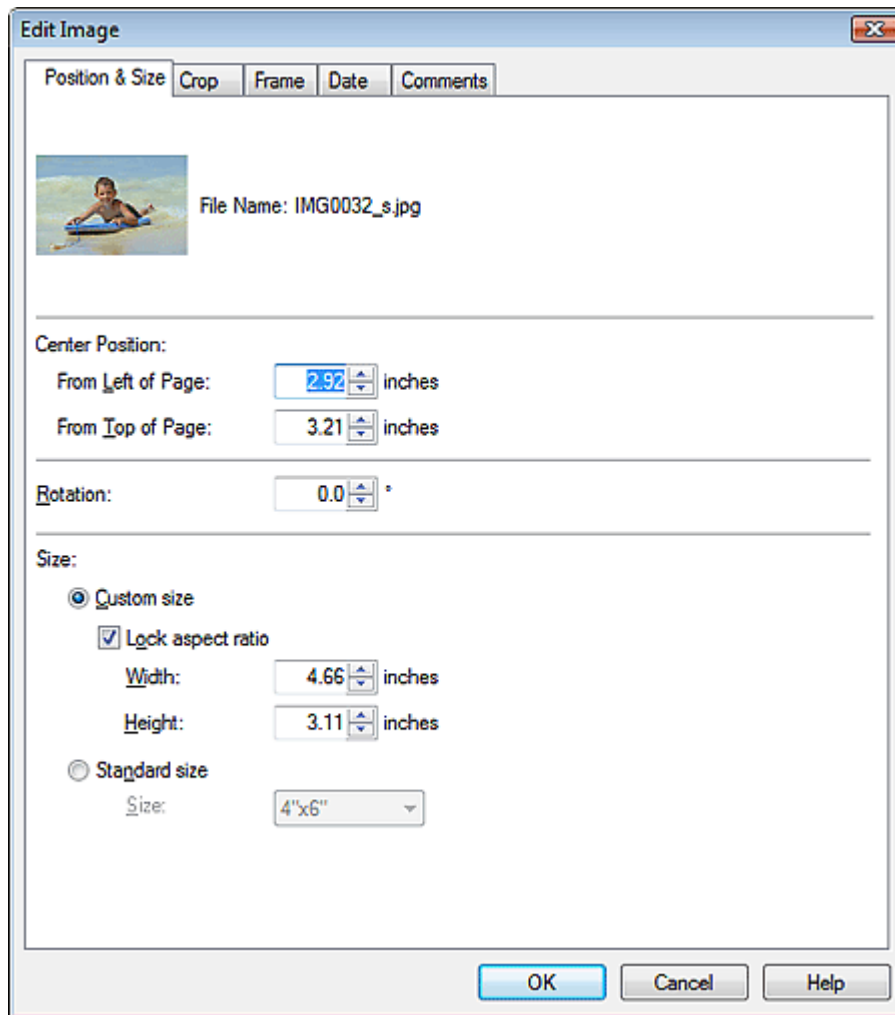 Edit Image
Position & Size Crop Frame Date Comments
File Name: IMG0032_s.jpg
Center Position:
From Left of Page: 2.92 inches
From Top of Page: 3.21 inches
Rotation: 0.0 °
Size:
Custom size
Lock aspect ratio
Width: 4.66 inches
Height: 3.11 inches
Standard size
Size: 4"x6"
OK Cancel Help